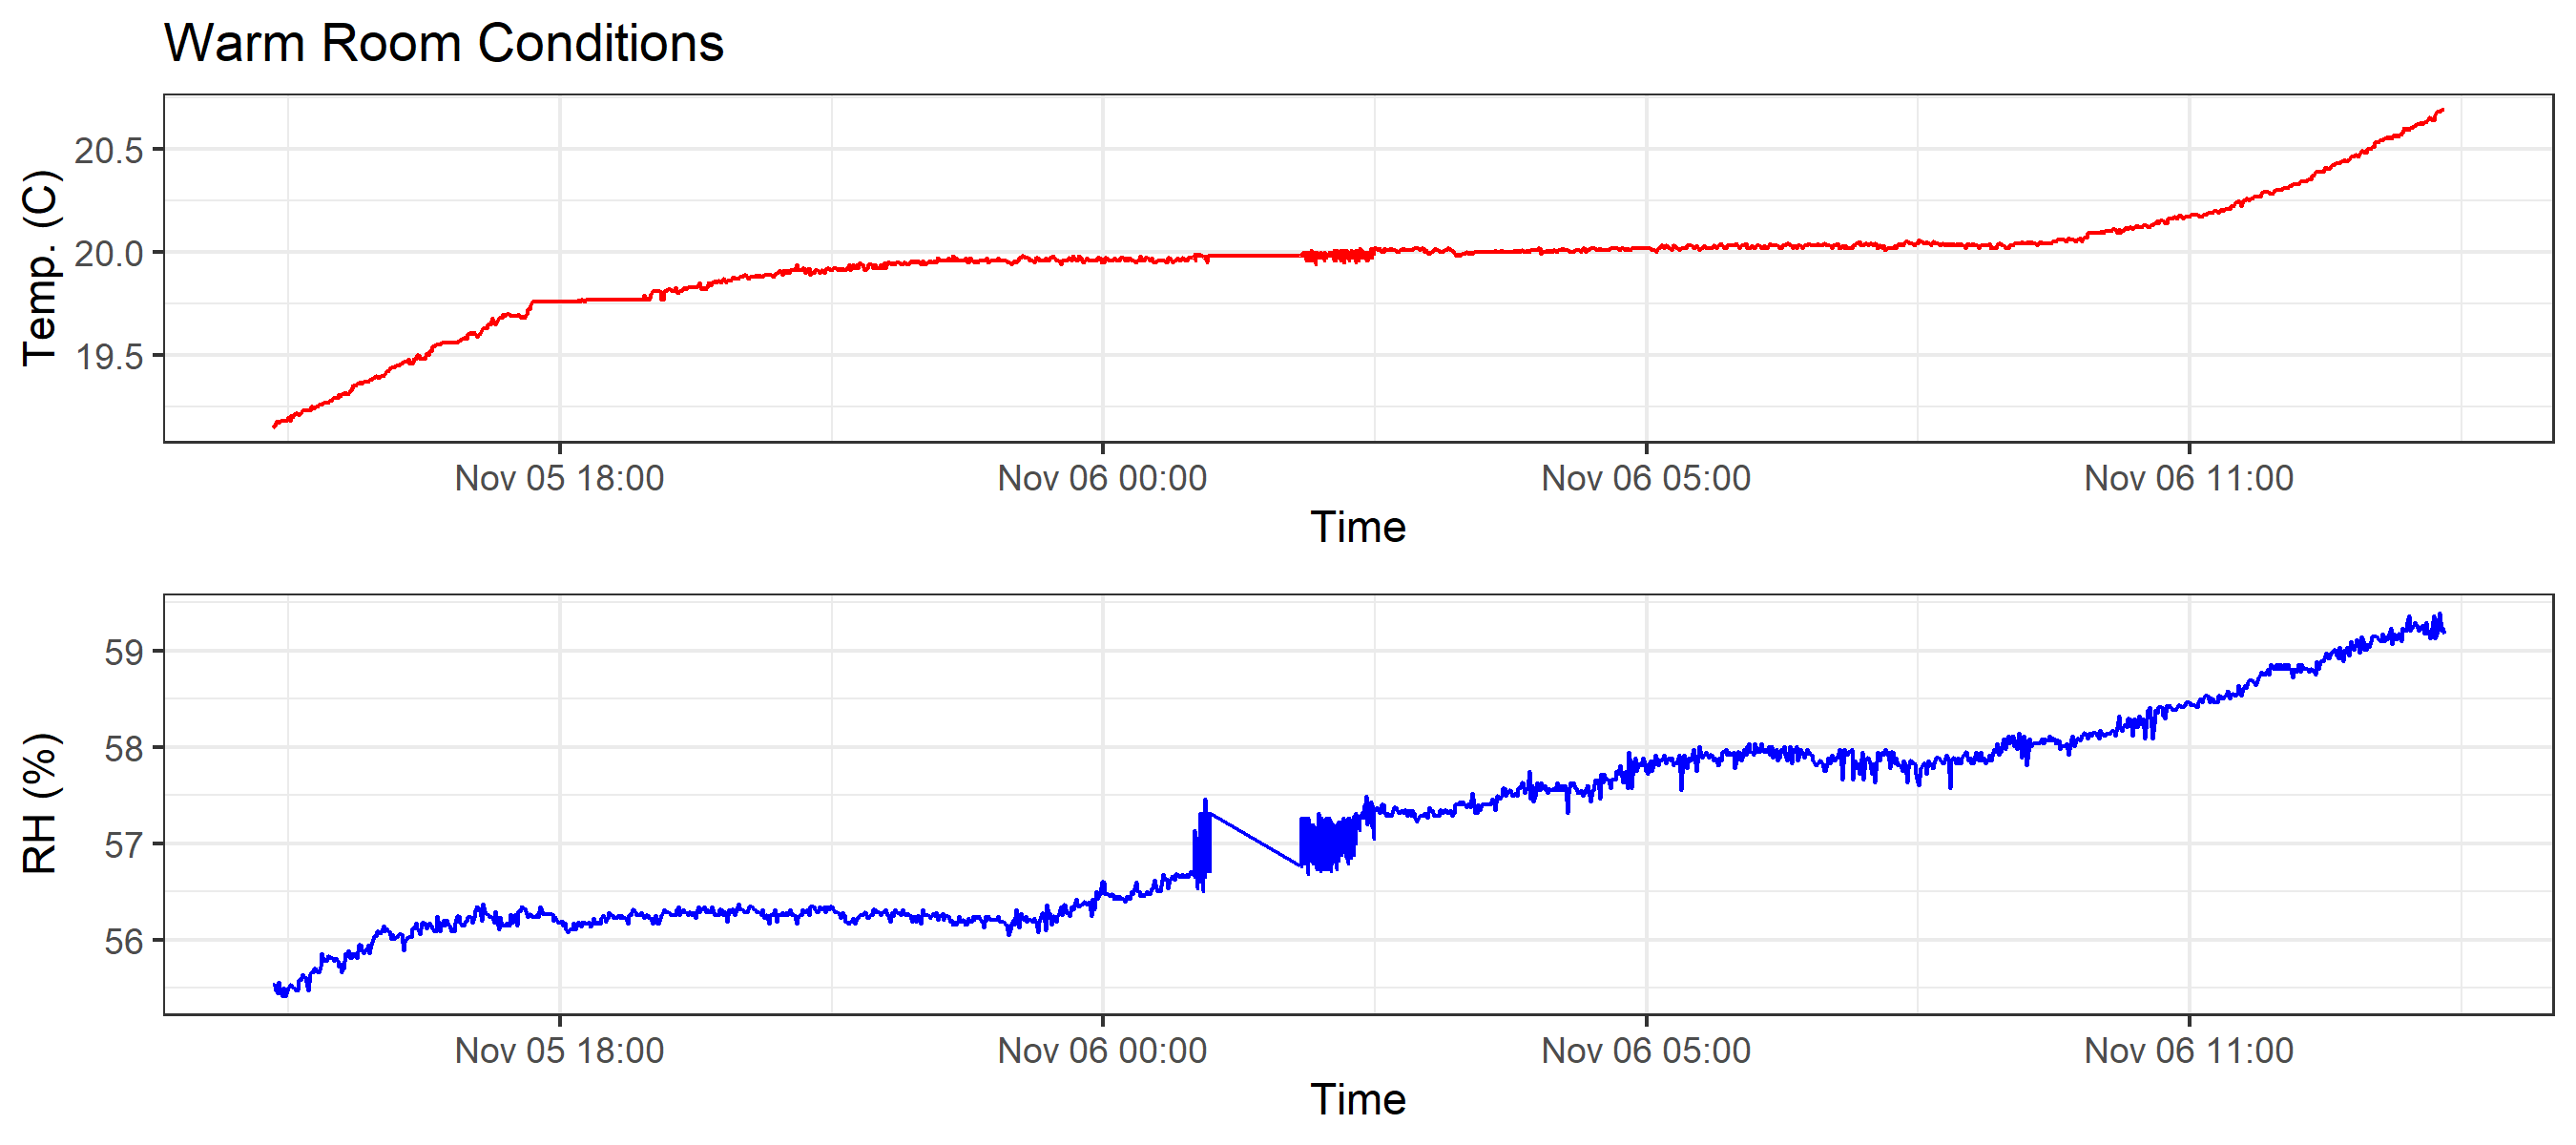 Warm Room Conditions
Temp. (C)
20.5
20.0
19.5
Nov 05 18:00 Nov 06 00:00 Nov 06 05:00 Nov 06 11:00
Time
RH (%)
59
58
57
56
Nov 05 18:00 Nov 06 00:00 Nov 06 05:00 Nov 06 11:00
Time